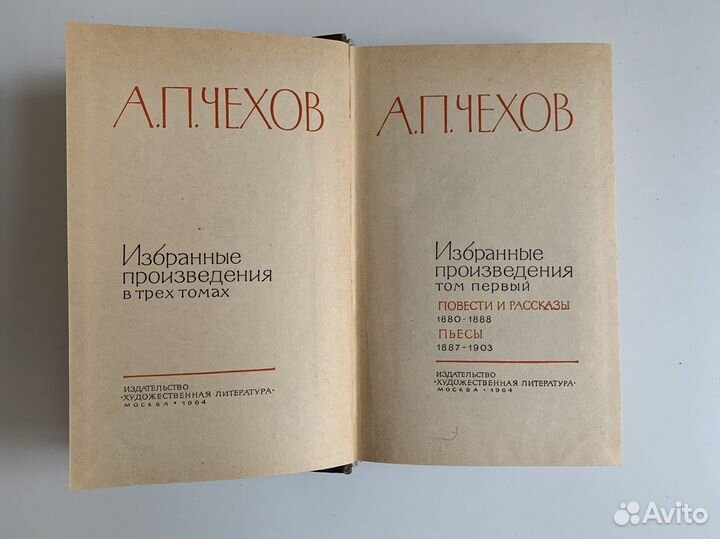 А.П.ЧЕХОВ
Избранные
произведения
в трех томах
ИЗДАТЕЛЬСТВО
·ХУДОЖЕСТВЕННАЯ ЛИТЕРАТУРА·
МОСКВА · 1964
А.П.ЧЕХОВ
Избранные
произведения
том первый
ПОВЕСТИ И РАССКАЗЫ
1880-1888
ПЬЕСЫ
1887-1903
ИЗДАТЕЛЬСТВО
·ХУДОЖЕСТВЕННАЯ ЛИТЕРАТУРА·
МОСКВА · 1964
Avito